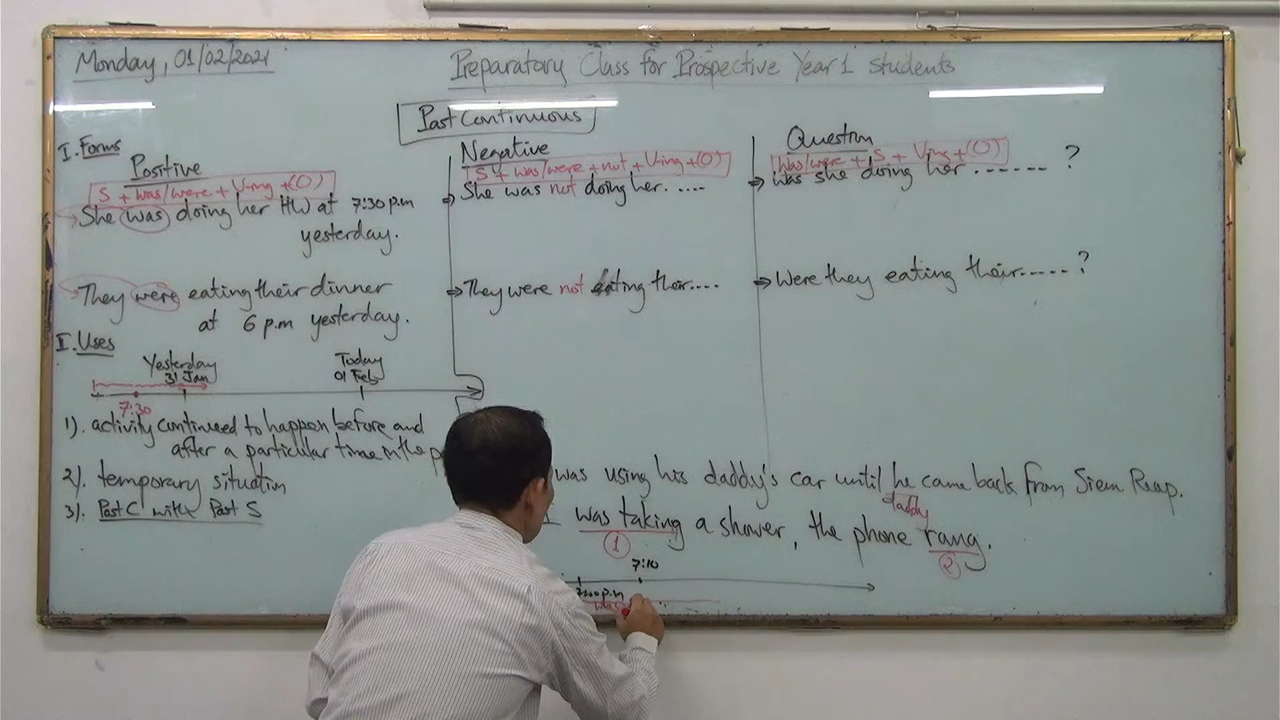 Monday, 01/02/2021
Preparatory Class for Prospective Year 1 students
Past Continuous
I. Forms
Positive
S + was/were + V-ing + (O)
She was doing her HW at 7:30 p.m
yesterday.
They were eating their dinner
at 6 p.m yesterday.
Negative
S + was/were + not + V-ing + (O)
⇒ She was not doing her.....
⇒ They were not eating their....
Question
Was/were + S + V-ing + (O)
⇒ Was she doing her ....... ?
⇒ Were they eating their..... ?
I. Uses
Yesterday
31 Jan
Today
01 Feb
7:30
1). activity continued to happen before and
after a particular time in the
2). temporary situation
3). Past C with Past S
was using his daddy's car until he came back from Siem Reap.
daddy
I was taking a shower, the phone rang.
1
2
7:10
7:00 p.m
was